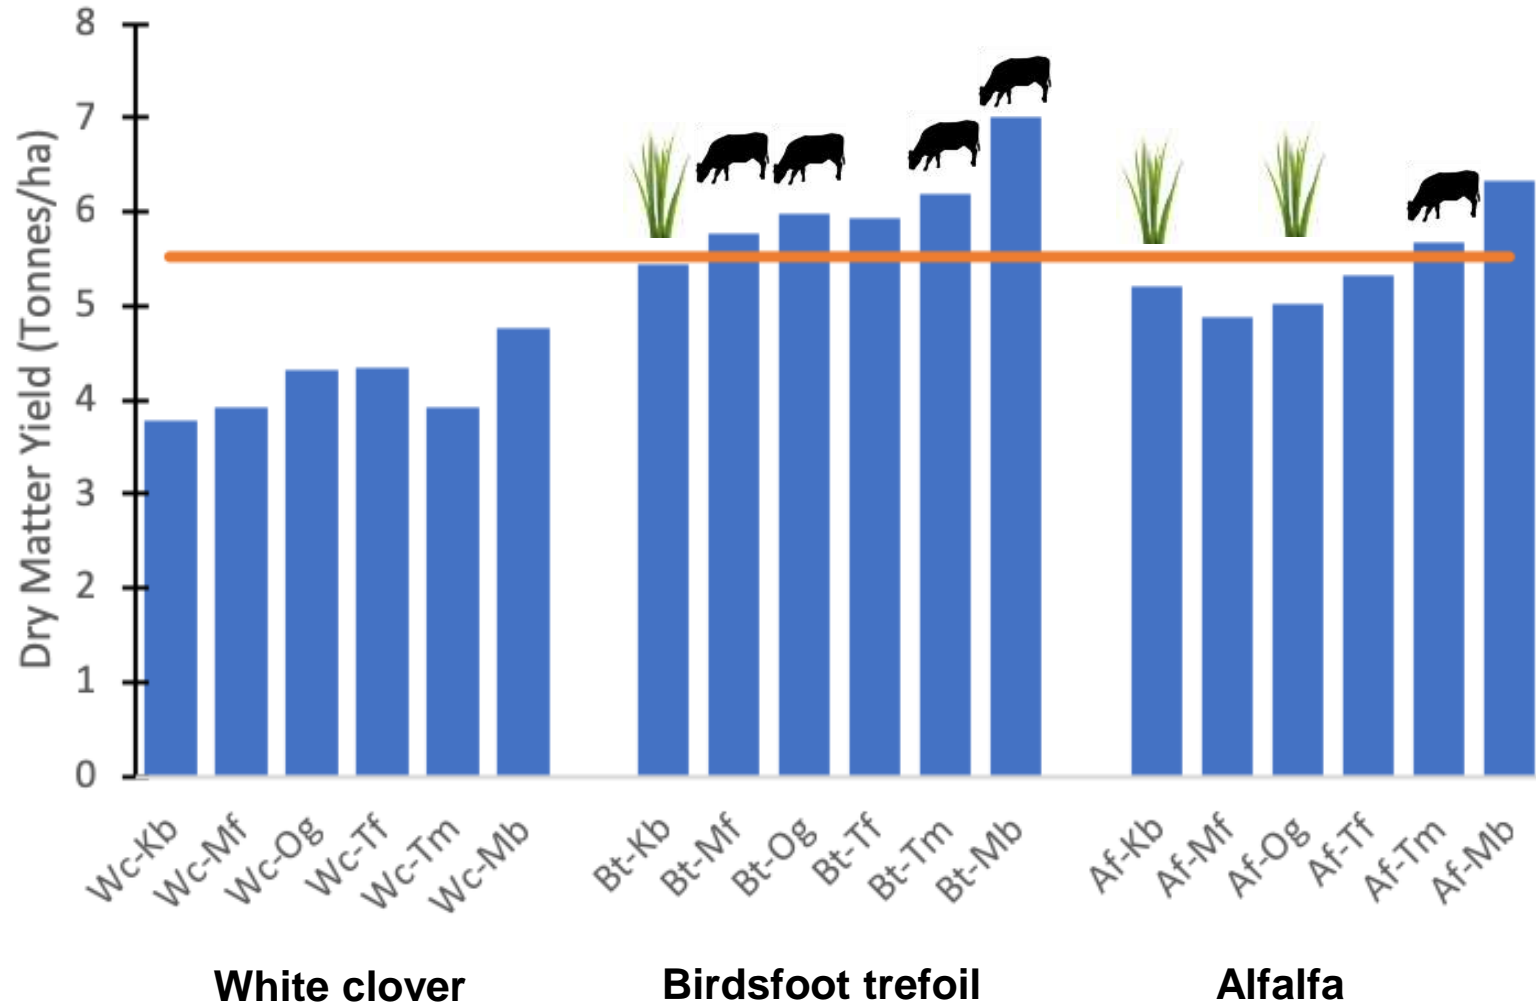 Dry Matter Yield (Tonnes/ha)
8
7
6
5
4
3
2
1
0
Wc-Kb
Wc-Mf
Wc-Og
Wc-Tf
Wc-Tm
Wc-Mb
Bt-Kb
Bt-Mf
Bt-Og
Bt-Tf
Bt-Tm
Bt-Mb
Af-Kb
Af-Mf
Af-Og
Af-Tf
Af-Tm
Af-Mb
White clover
Birdsfoot trefoil
Alfalfa